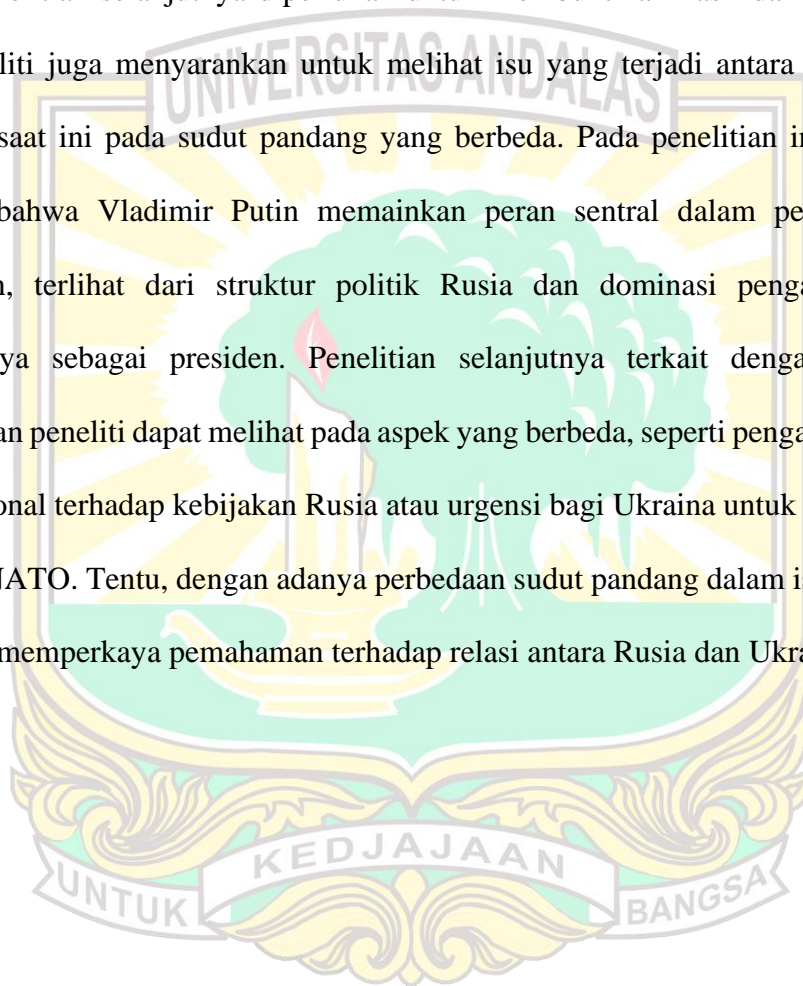 liti juga menyarankan untuk melihat isu yang terjadi antara
saat ini pada sudut pandang yang berbeda. Pada penelitian i
bahwa Vladimir Putin memainkan peran sentral dalam pe
n, terlihat dari struktur politik Rusia dan dominasi peng
ya sebagai presiden. Penelitian selanjutnya terkait denga
an peneliti dapat melihat pada aspek yang berbeda, seperti penga
onal terhadap kebijakan Rusia atau urgensi bagi Ukraina untuk
NATO. Tentu, dengan adanya perbedaan sudut pandang dalam i
memperkaya pemahaman terhadap relasi antara Rusia dan Ukra
UNIVERSITAS ANDALAS
UNTUK KEDJAJAAN BANGSA